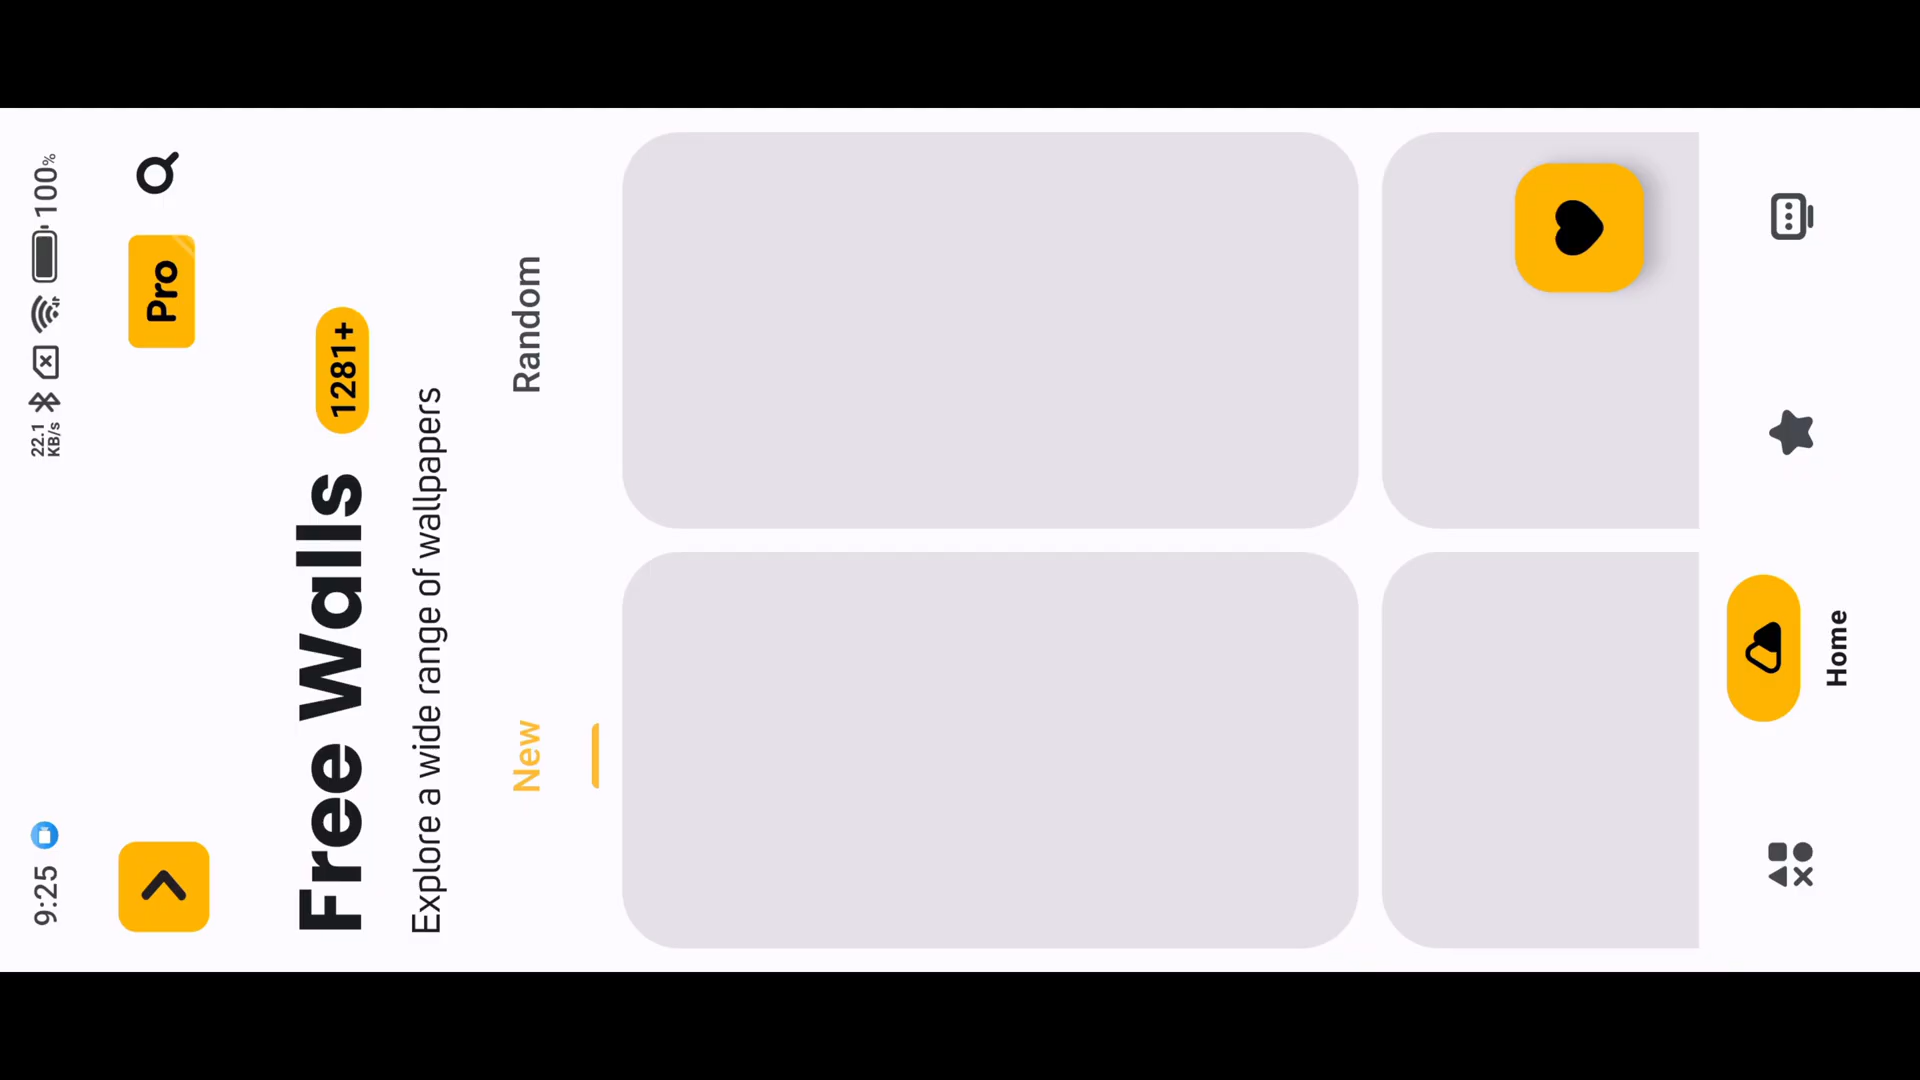 9:25
22.1
KB/s
100%
Pro
Free Walls
1281+
Explore a wide range of wallpapers
New
Random
Home